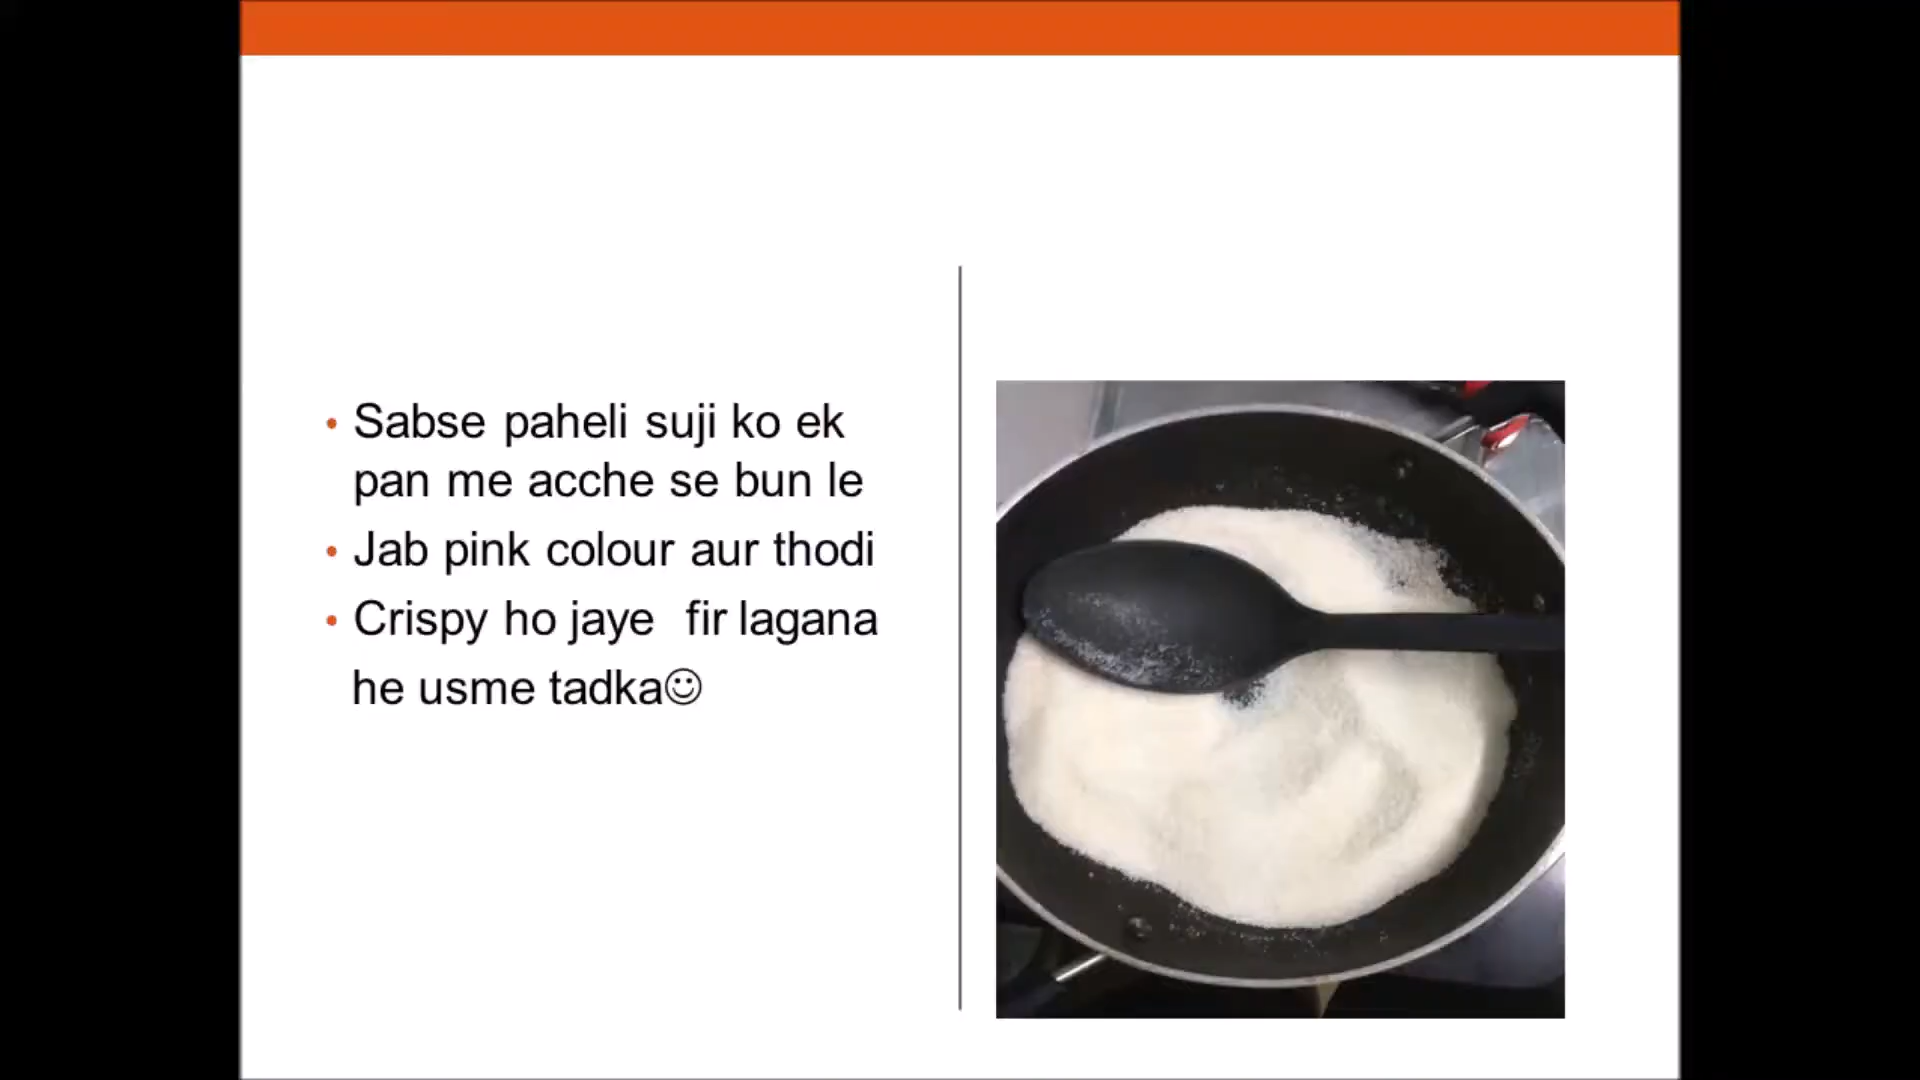 • Sabse paheli suji ko ek
pan me acche se bun le
• Jab pink colour aur thodi
• Crispy ho jaye  fir lagana
he usme tadka☺